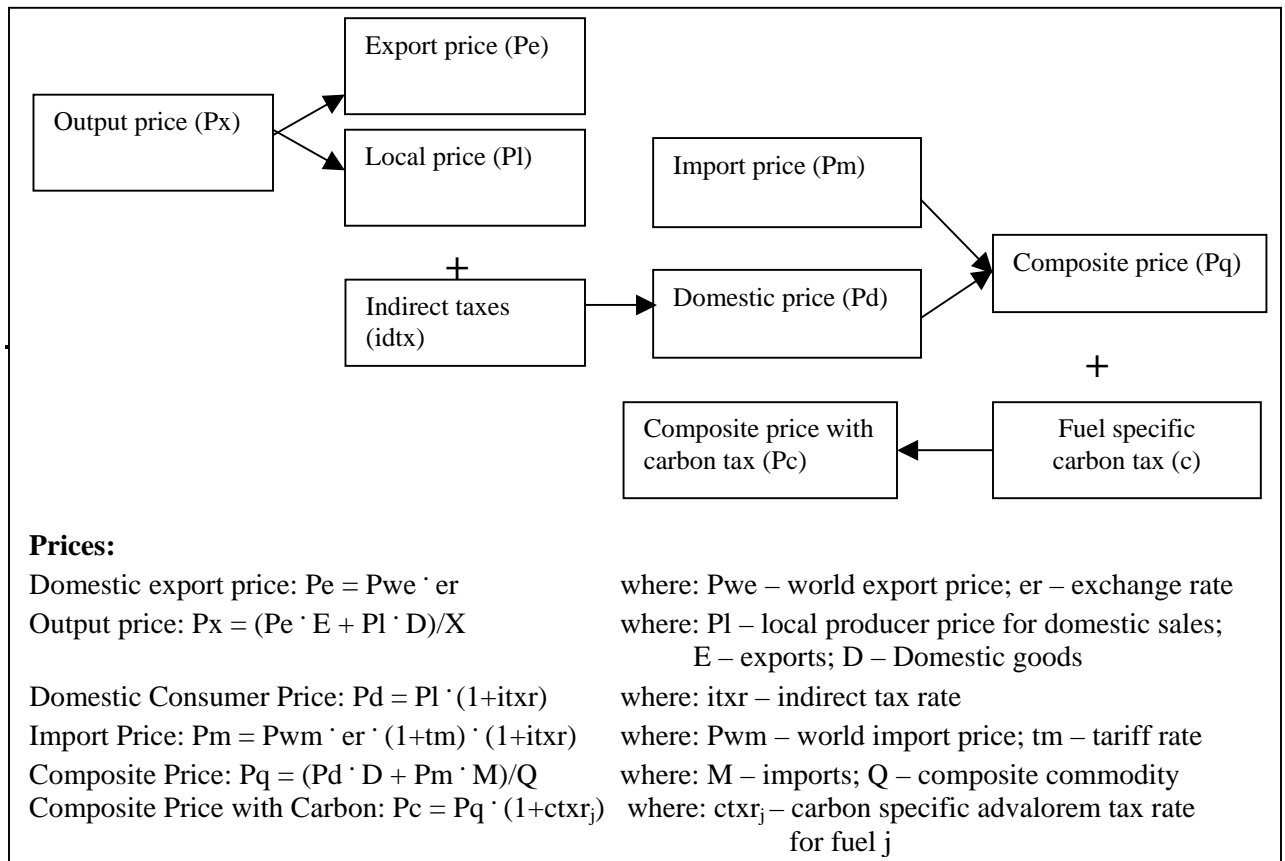 Export price (Pe)
Output price (Px)
Local price (Pl)
Import price (Pm)
+
Composite price (Pq)
Indirect taxes
(idtx)
Domestic price (Pd)
+
Composite price with
carbon tax (Pc)
Fuel specific
carbon tax (c)
Prices:
Domestic export price: Pe = Pwe · er where: Pwe – world export price; er – exchange rate
Output price: Px = (Pe · E + Pl · D)/X where: Pl – local producer price for domestic sales;
E – exports; D – Domestic goods
Domestic Consumer Price: Pd = Pl · (1+itxr) where: itxr – indirect tax rate
Import Price: Pm = Pwm · er · (1+tm) · (1+itxr) where: Pwm – world import price; tm – tariff rate
Composite Price: Pq = (Pd · D + Pm · M)/Q where: M – imports; Q – composite commodity
Composite Price with Carbon: Pc = Pq · (1+ctxrj) where: ctxrj – carbon specific advalorem tax rate
for fuel j